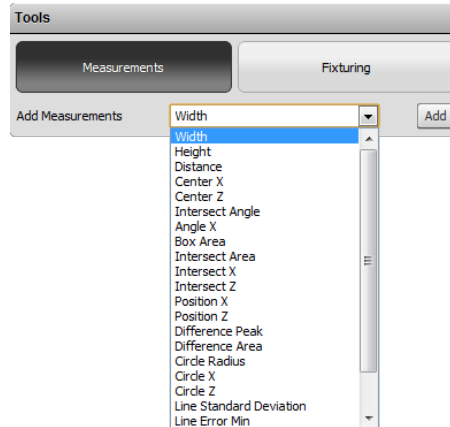 Tools
Measurements Fixturing
Add Measurements Width Add
Width
Height
Distance
Center X
Center Z
Intersect Angle
Angle X
Box Area
Intersect Area
Intersect X
Intersect Z
Position X
Position Z
Difference Peak
Difference Area
Circle Radius
Circle X
Circle Z
Line Standard Deviation
Line Error Min